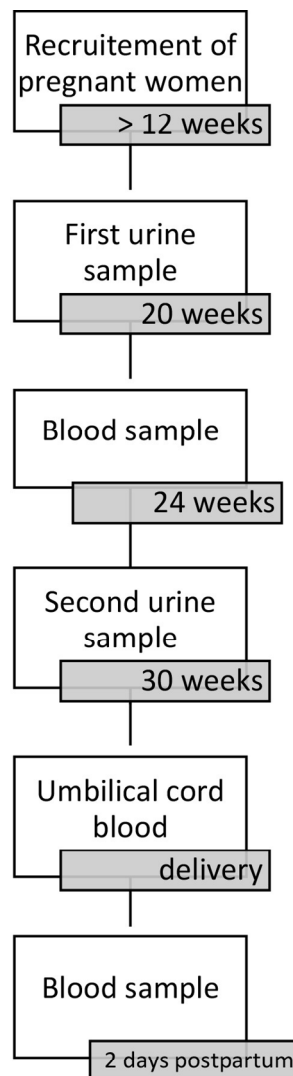 Recruitement of
pregnant women
> 12 weeks
First urine
sample
20 weeks
Blood sample
24 weeks
Second urine
sample
30 weeks
Umbilical cord
blood
delivery
Blood sample
2 days postpartum